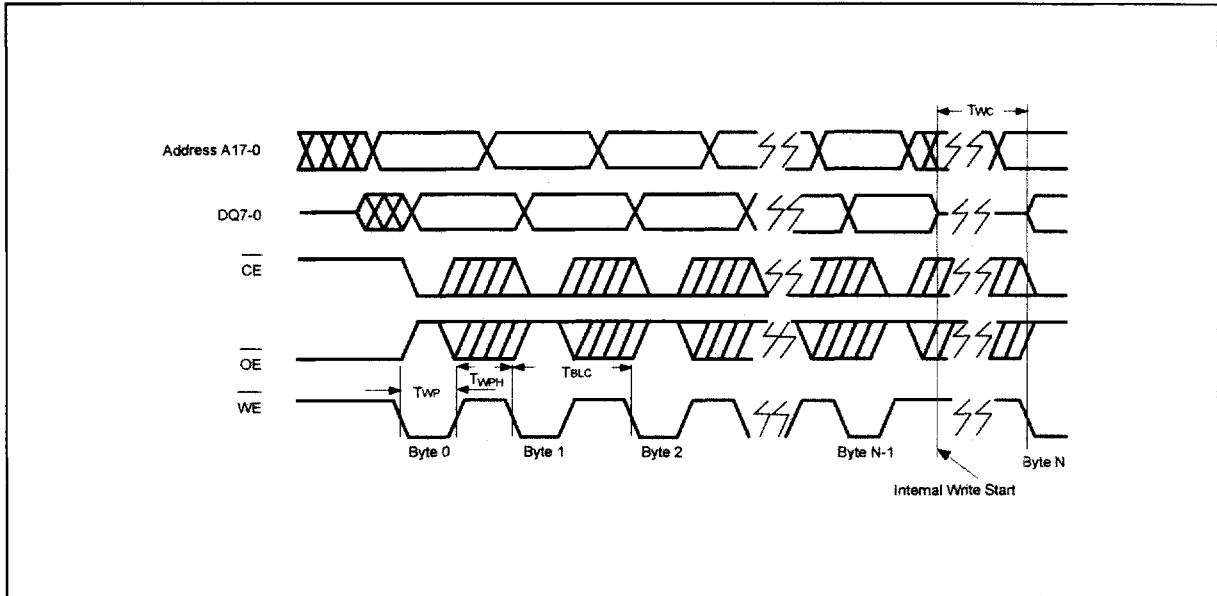 TWC
Address A17-0
DQ7-0
CE
OE
TWP
TWPH
TBLC
WE
Byte 0
Byte 1
Byte 2
Byte N-1
Byte N
Internal Write Start